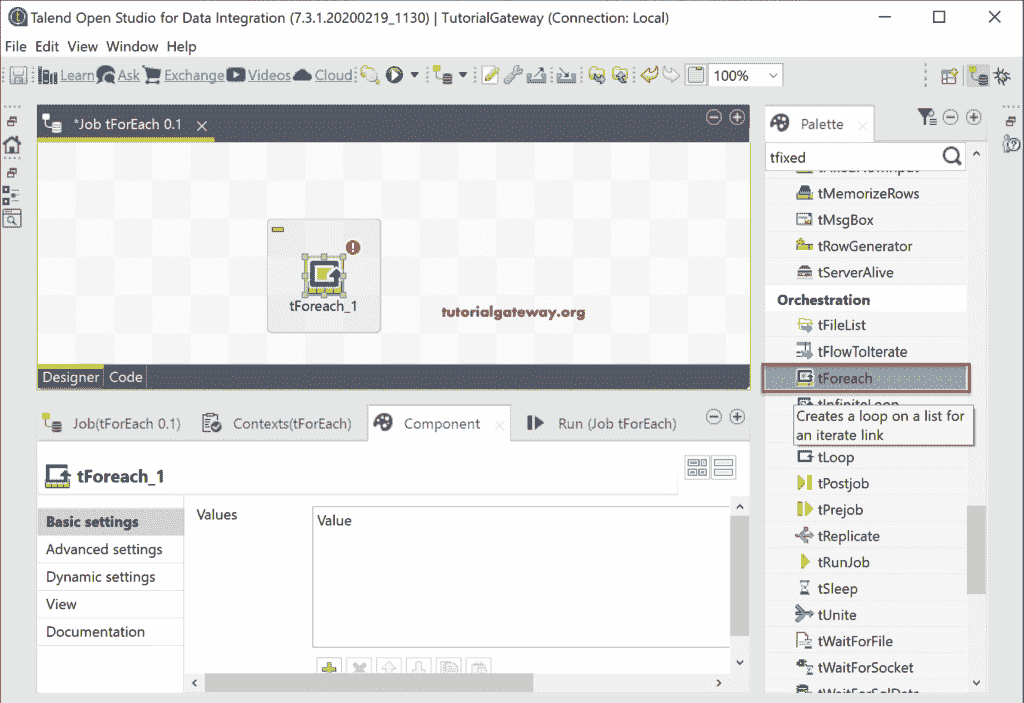 Talend Open Studio for Data Integration (7.3.1.20200219_1130) | TutorialGateway (Connection: Local)
File Edit View Window Help
Learn Ask Exchange Videos Cloud 100%
*Job tForEach 0.1
Palette
tfixed
tMemorizeRows
tMsgBox
tRowGenerator
tServerAlive
Orchestration
tFileList
tFlowToIterate
tForeach
tInfiniteLoop
Creates a loop on a list for
an iterate link
tLoop
tPostjob
tPrejob
tReplicate
tRunJob
tSleep
tUnite
tWaitForFile
tWaitForSocket
tForeach_1
tutorialgateway.org
Designer Code
Job(tForEach 0.1) Contexts(tForEach) Component Run (Job tForEach)
tForeach_1
Basic settings
Advanced settings
Dynamic settings
View
Documentation
Values
Value